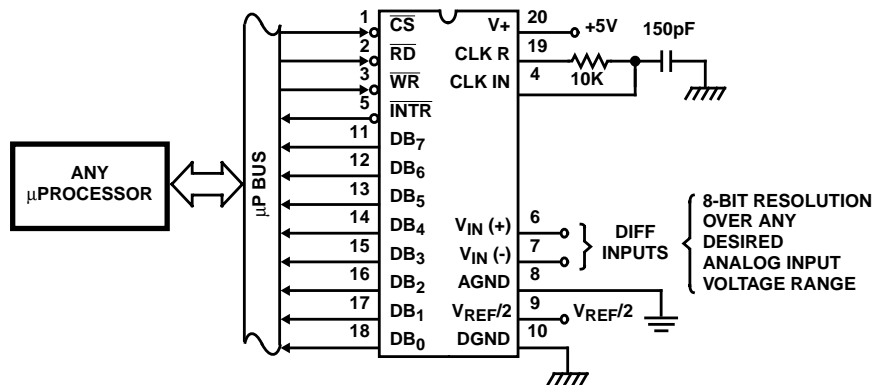 ANY
µPROCESSOR
µP BUS
1 CS
2 RD
3 WR
5 INTR
11 DB7
12 DB6
13 DB5
14 DB4
15 DB3
16 DB2
17 DB1
18 DB0
V+ 20 +5V
CLK R 19 10K 150pF
CLK IN 4
VIN (+) 6
VIN (-) 7
AGND 8
VREF/2 9 VREF/2
DGND 10
DIFF
INPUTS
8-BIT RESOLUTION
OVER ANY
DESIRED
ANALOG INPUT
VOLTAGE RANGE